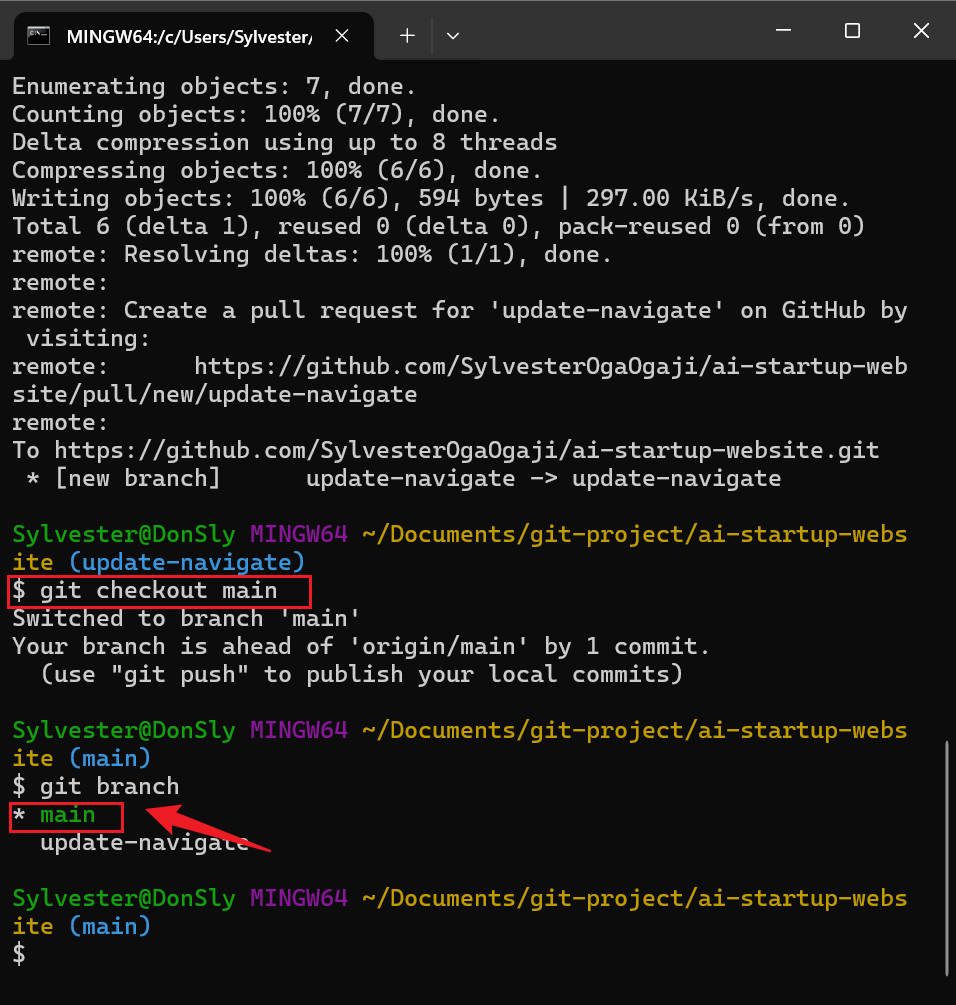 MINGW64:/c/Users/Sylvester/
Enumerating objects: 7, done.
Counting objects: 100% (7/7), done.
Delta compression using up to 8 threads
Compressing objects: 100% (6/6), done.
Writing objects: 100% (6/6), 594 bytes | 297.00 KiB/s, done.
Total 6 (delta 1), reused 0 (delta 0), pack-reused 0 (from 0)
remote: Resolving deltas: 100% (1/1), done.
remote:
remote: Create a pull request for 'update-navigate' on GitHub by
 visiting:
remote:      https://github.com/SylvesterOgaOgaji/ai-startup-web
site/pull/new/update-navigate
remote:
To https://github.com/SylvesterOgaOgaji/ai-startup-website.git
 * [new branch]      update-navigate -> update-navigate
Sylvester@DonSly MINGW64 ~/Documents/git-project/ai-startup-webs
ite (update-navigate)
$ git checkout main
Switched to branch 'main'
Your branch is ahead of 'origin/main' by 1 commit.
  (use "git push" to publish your local commits)
Sylvester@DonSly MINGW64 ~/Documents/git-project/ai-startup-webs
ite (main)
$ git branch
* main
  update-navigate
Sylvester@DonSly MINGW64 ~/Documents/git-project/ai-startup-webs
ite (main)
$